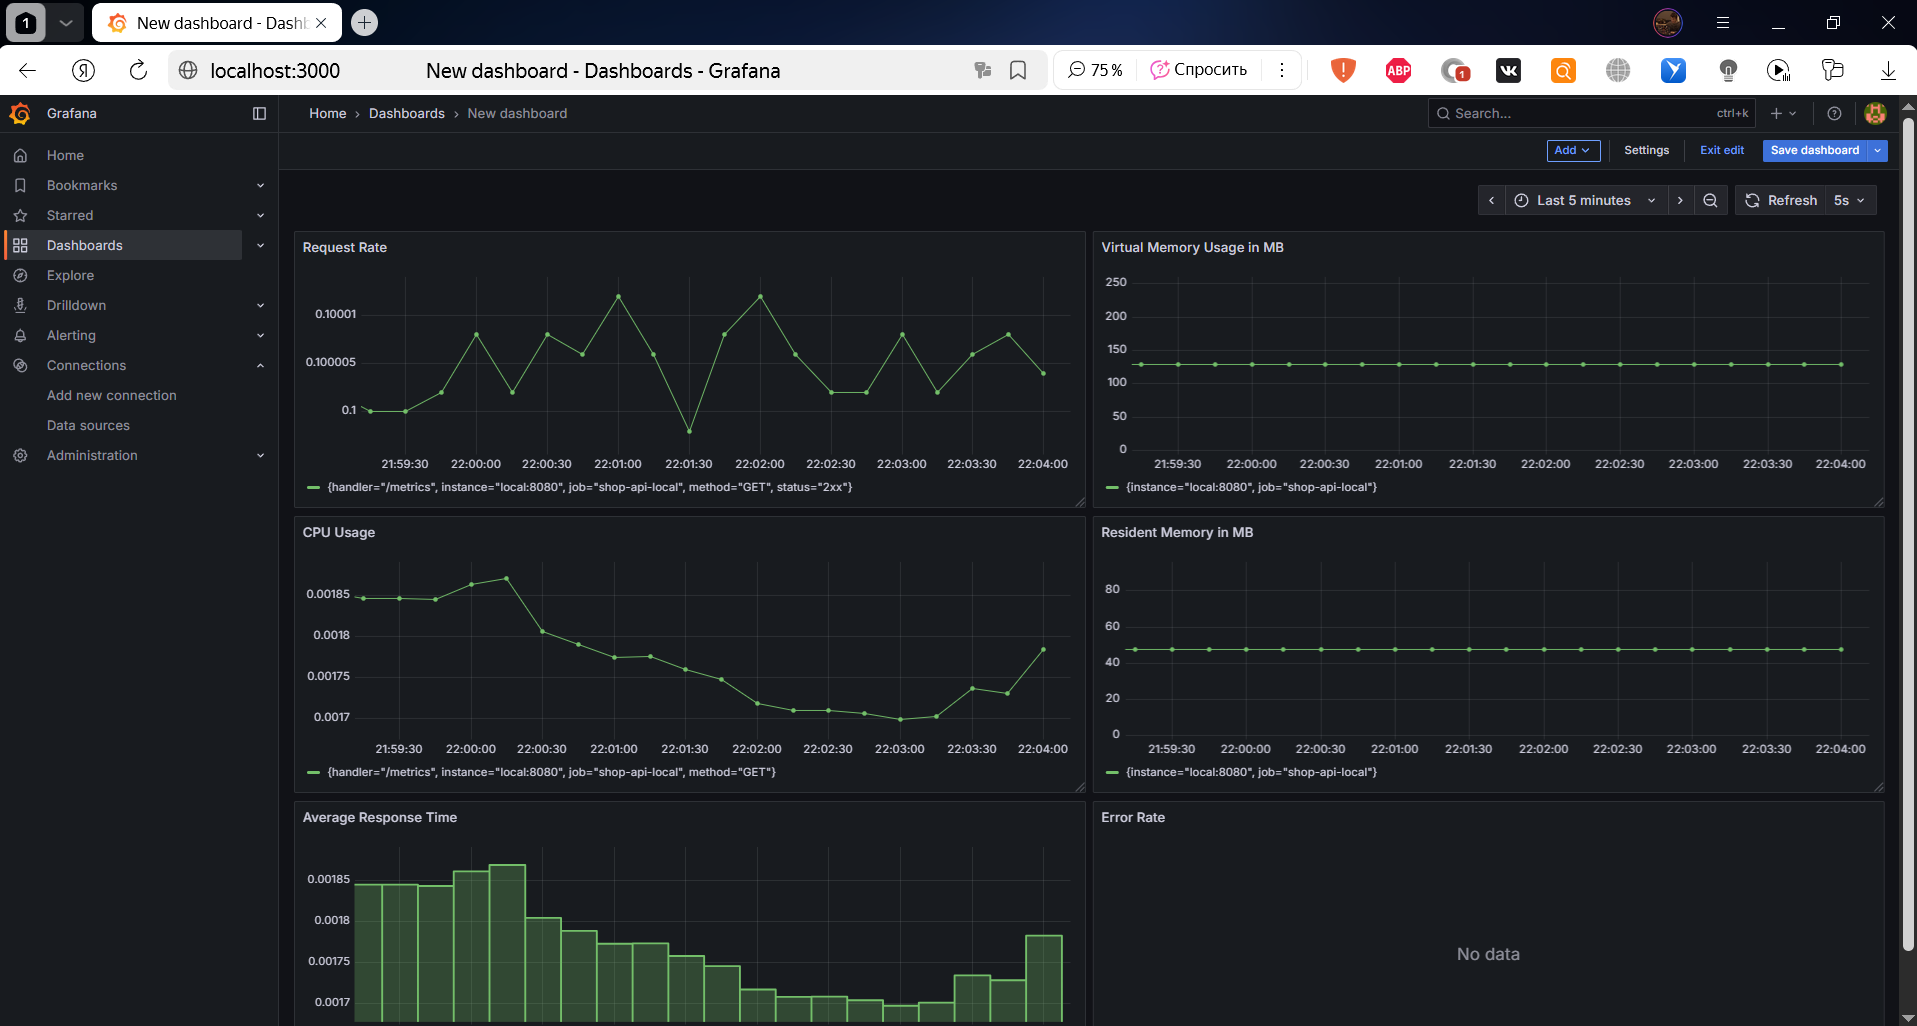 1
New dashboard - Dashb
localhost:3000
New dashboard - Dashboards - Grafana
75 %
Спросить
ABP
1
Grafana
Home › Dashboards › New dashboard
Search...
ctrl+k
Add
Settings
Exit edit
Save dashboard
Home
Bookmarks
Starred
Dashboards
Explore
Drilldown
Alerting
Connections
Add new connection
Data sources
Administration
Last 5 minutes
Refresh
5s
Request Rate
0.10001
0.100005
0.1
21:59:30 22:00:00 22:00:30 22:01:00 22:01:30 22:02:00 22:02:30 22:03:00 22:03:30 22:04:00
{handler="/metrics", instance="local:8080", job="shop-api-local", method="GET", status="2xx"}
Virtual Memory Usage in MB
250
200
150
100
50
0
21:59:30 22:00:00 22:00:30 22:01:00 22:01:30 22:02:00 22:02:30 22:03:00 22:03:30 22:04:00
{instance="local:8080", job="shop-api-local"}
CPU Usage
0.00185
0.0018
0.00175
0.0017
21:59:30 22:00:00 22:00:30 22:01:00 22:01:30 22:02:00 22:02:30 22:03:00 22:03:30 22:04:00
{handler="/metrics", instance="local:8080", job="shop-api-local", method="GET"}
Resident Memory in MB
80
60
40
20
0
21:59:30 22:00:00 22:00:30 22:01:00 22:01:30 22:02:00 22:02:30 22:03:00 22:03:30 22:04:00
{instance="local:8080", job="shop-api-local"}
Average Response Time
0.00185
0.0018
0.00175
0.0017
Error Rate
No data